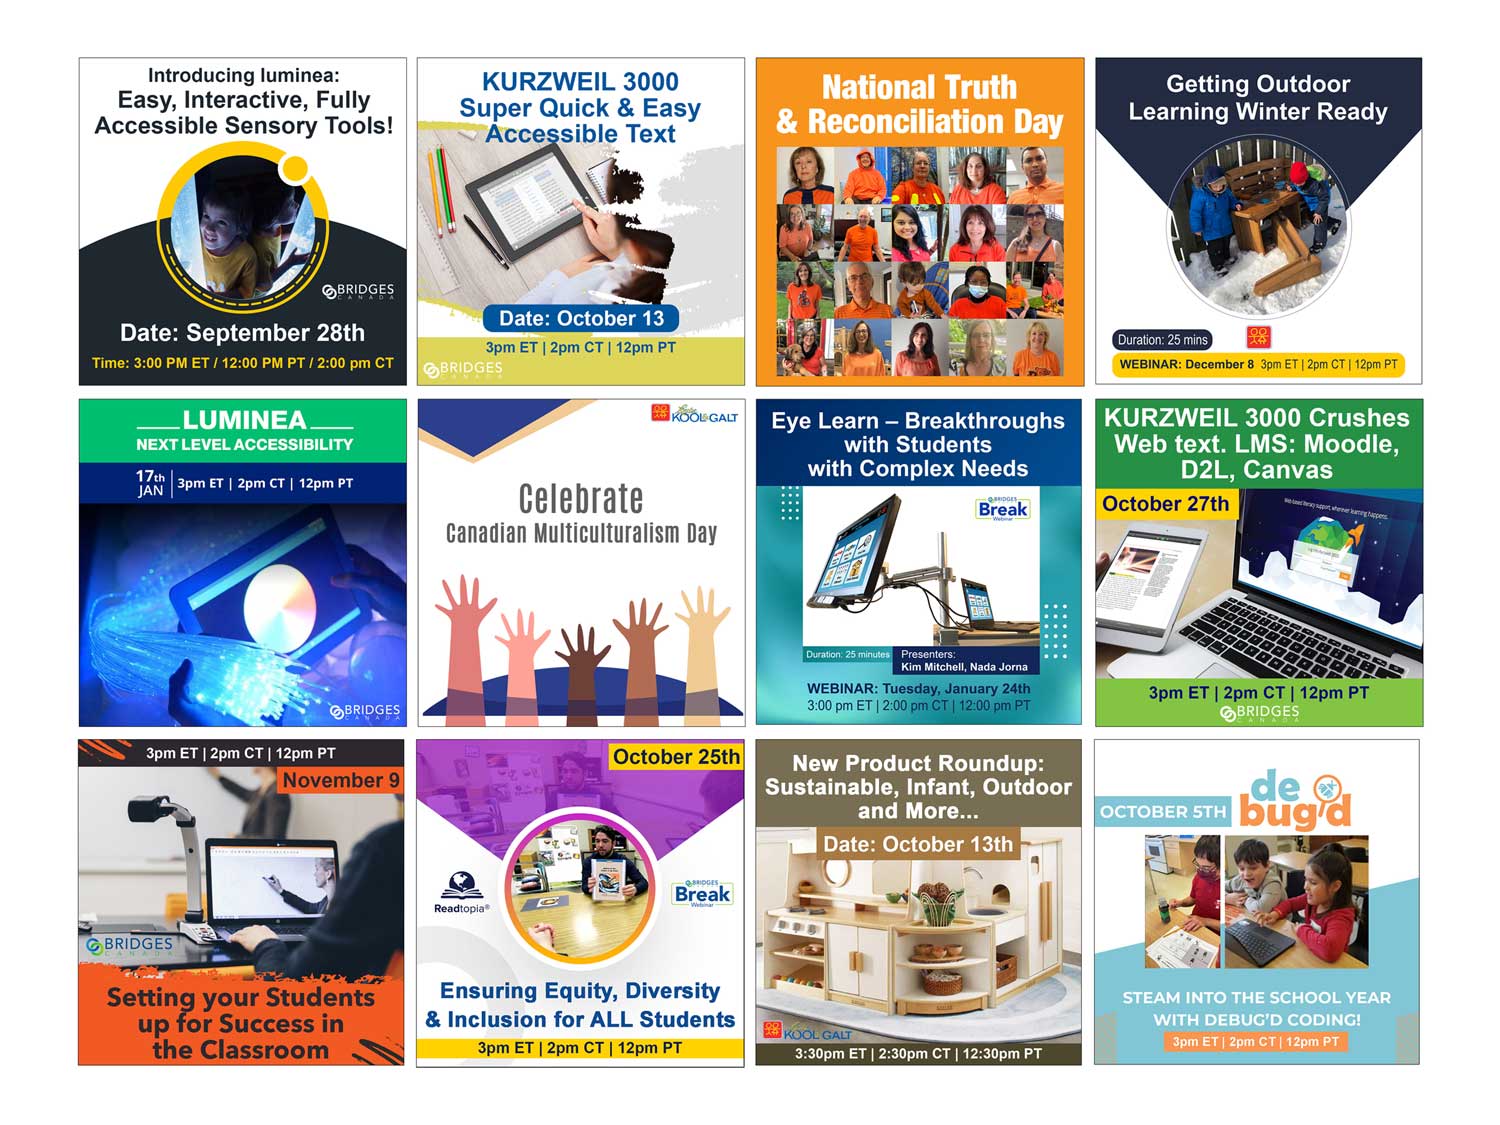 Introducing luminea:
Easy, Interactive, Fully
Accessible Sensory Tools!
BRIDGES
CANADA
Date: September 28th
Time: 3:00 PM ET / 12:00 PM PT / 2:00 pm CT
KURZWEIL 3000
Super Quick & Easy
Accessible Text
Date: October 13
3pm ET | 2pm CT | 12pm PT
BRIDGES
CANADA
National Truth
& Reconciliation Day
Getting Outdoor
Learning Winter Ready
Duration: 25 mins
WEBINAR: December 8 3pm ET | 2pm CT | 12pm PT
LUMINEA
NEXT LEVEL ACCESSIBILITY
17th
JAN
3pm ET | 2pm CT | 12pm PT
BRIDGES
CANADA
KOOL&GALT
Celebrate
Canadian Multiculturalism Day
Eye Learn – Breakthroughs
with Students
with Complex Needs
BRIDGES
Break
Webinar
Duration: 25 minutes
Presenters:
Kim Mitchell, Nada Jorna
WEBINAR: Tuesday, January 24th
3:00 pm ET | 2:00 pm CT | 12:00 pm PT
KURZWEIL 3000 Crushes
Web text. LMS: Moodle,
D2L, Canvas
October 27th
Web based literacy support, wherever learning happens.
3pm ET | 2pm CT | 12pm PT
BRIDGES
CANADA
3pm ET | 2pm CT | 12pm PT
November 9
BRIDGES
CANADA
Setting your Students
up for Success in
the Classroom
October 25th
Readtopia®
BRIDGES
Break
Webinar
Ensuring Equity, Diversity
& Inclusion for ALL Students
3pm ET | 2pm CT | 12pm PT
New Product Roundup:
Sustainable, Infant, Outdoor
and More...
Date: October 13th
KOOL GALT
3:30pm ET | 2:30pm CT | 12:30pm PT
de
bug'd
OCTOBER 5TH
STEAM INTO THE SCHOOL YEAR
WITH DEBUG'D CODING!
3pm ET | 2pm CT | 12pm PT